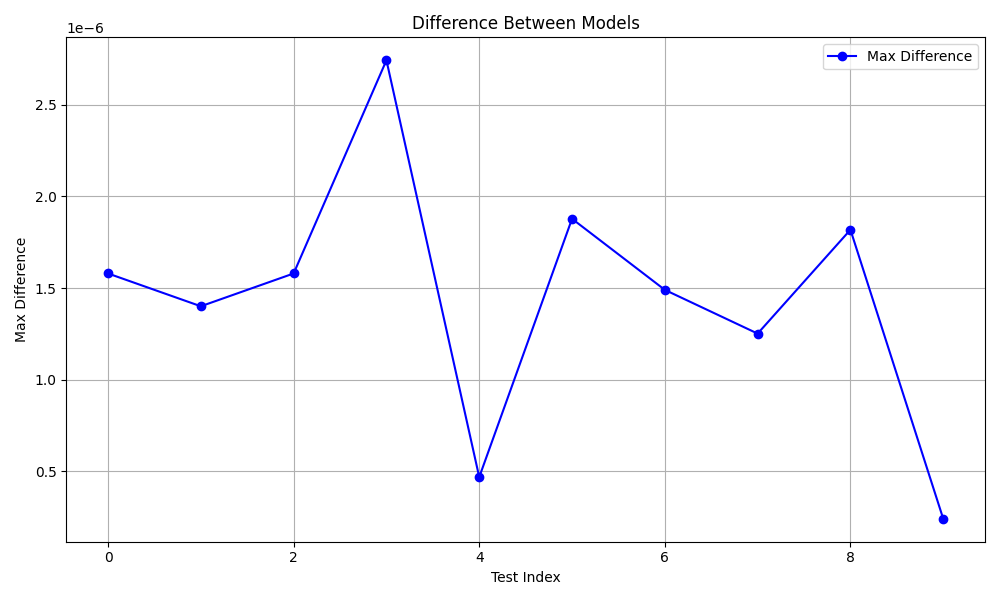 Difference Between Models
1e−6
Max Difference
2.5
2.0
1.5
1.0
0.5
Max Difference
0 2 4 6 8
Test Index